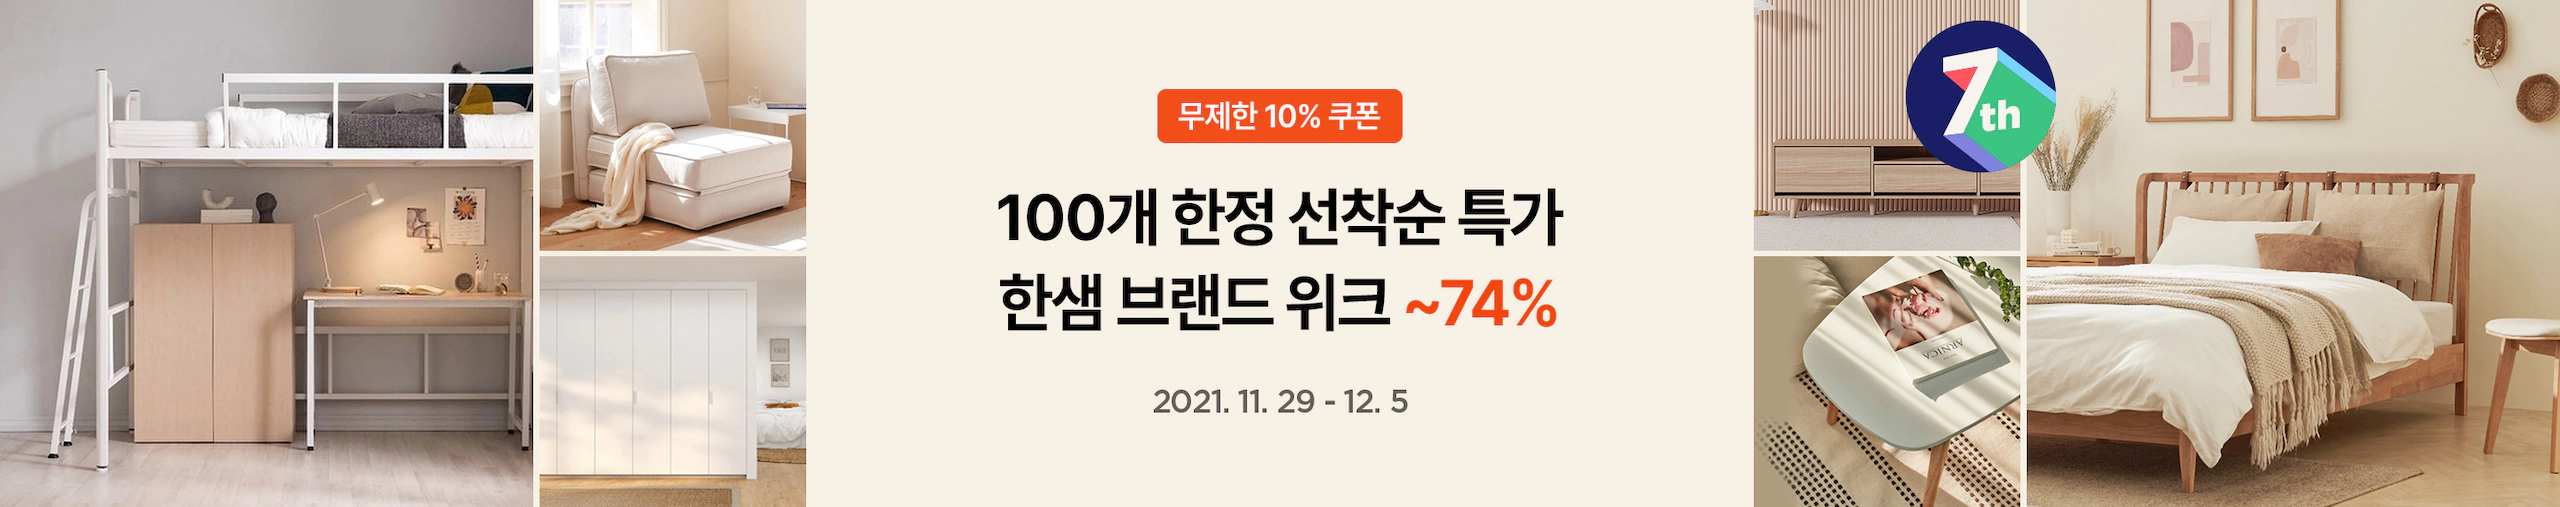 무제한 10% 쿠폰
100개 한정 선착순 특가
한샘 브랜드 위크 ~74%
2021. 11. 29 - 12. 5
7th
ARNICA